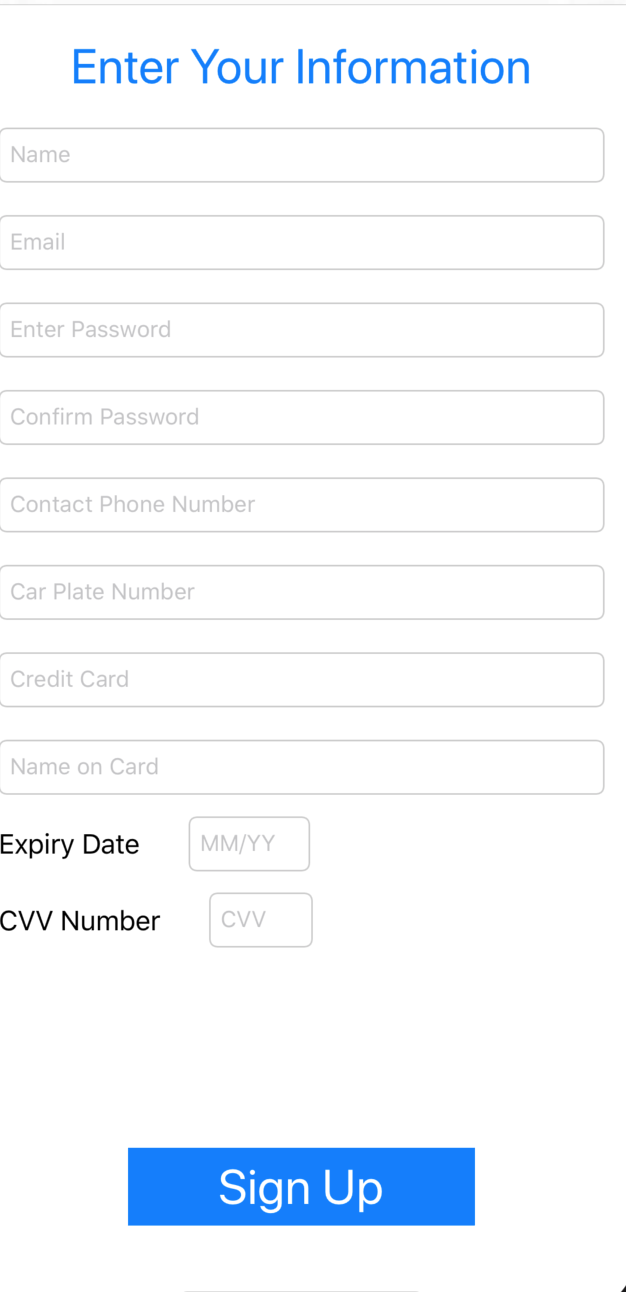 Enter Your Information
Name
Email
Enter Password
Confirm Password
Contact Phone Number
Car Plate Number
Credit Card
Name on Card
Expiry Date MM/YY
CVV Number CVV
Sign Up